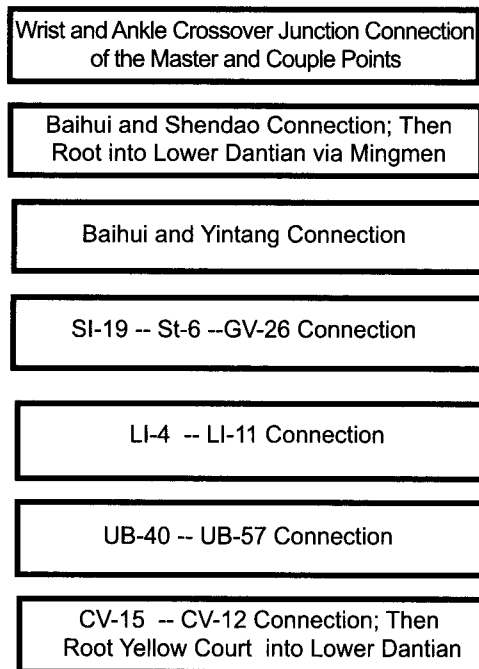 Wrist and Ankle Crossover Junction Connection
of the Master and Couple Points
Baihui and Shendao Connection; Then
Root into Lower Dantian via Mingmen
Baihui and Yintang Connection
SI-19 -- St-6 --GV-26 Connection
LI-4 -- LI-11 Connection
UB-40 -- UB-57 Connection
CV-15 -- CV-12 Connection; Then
Root Yellow Court into Lower Dantian